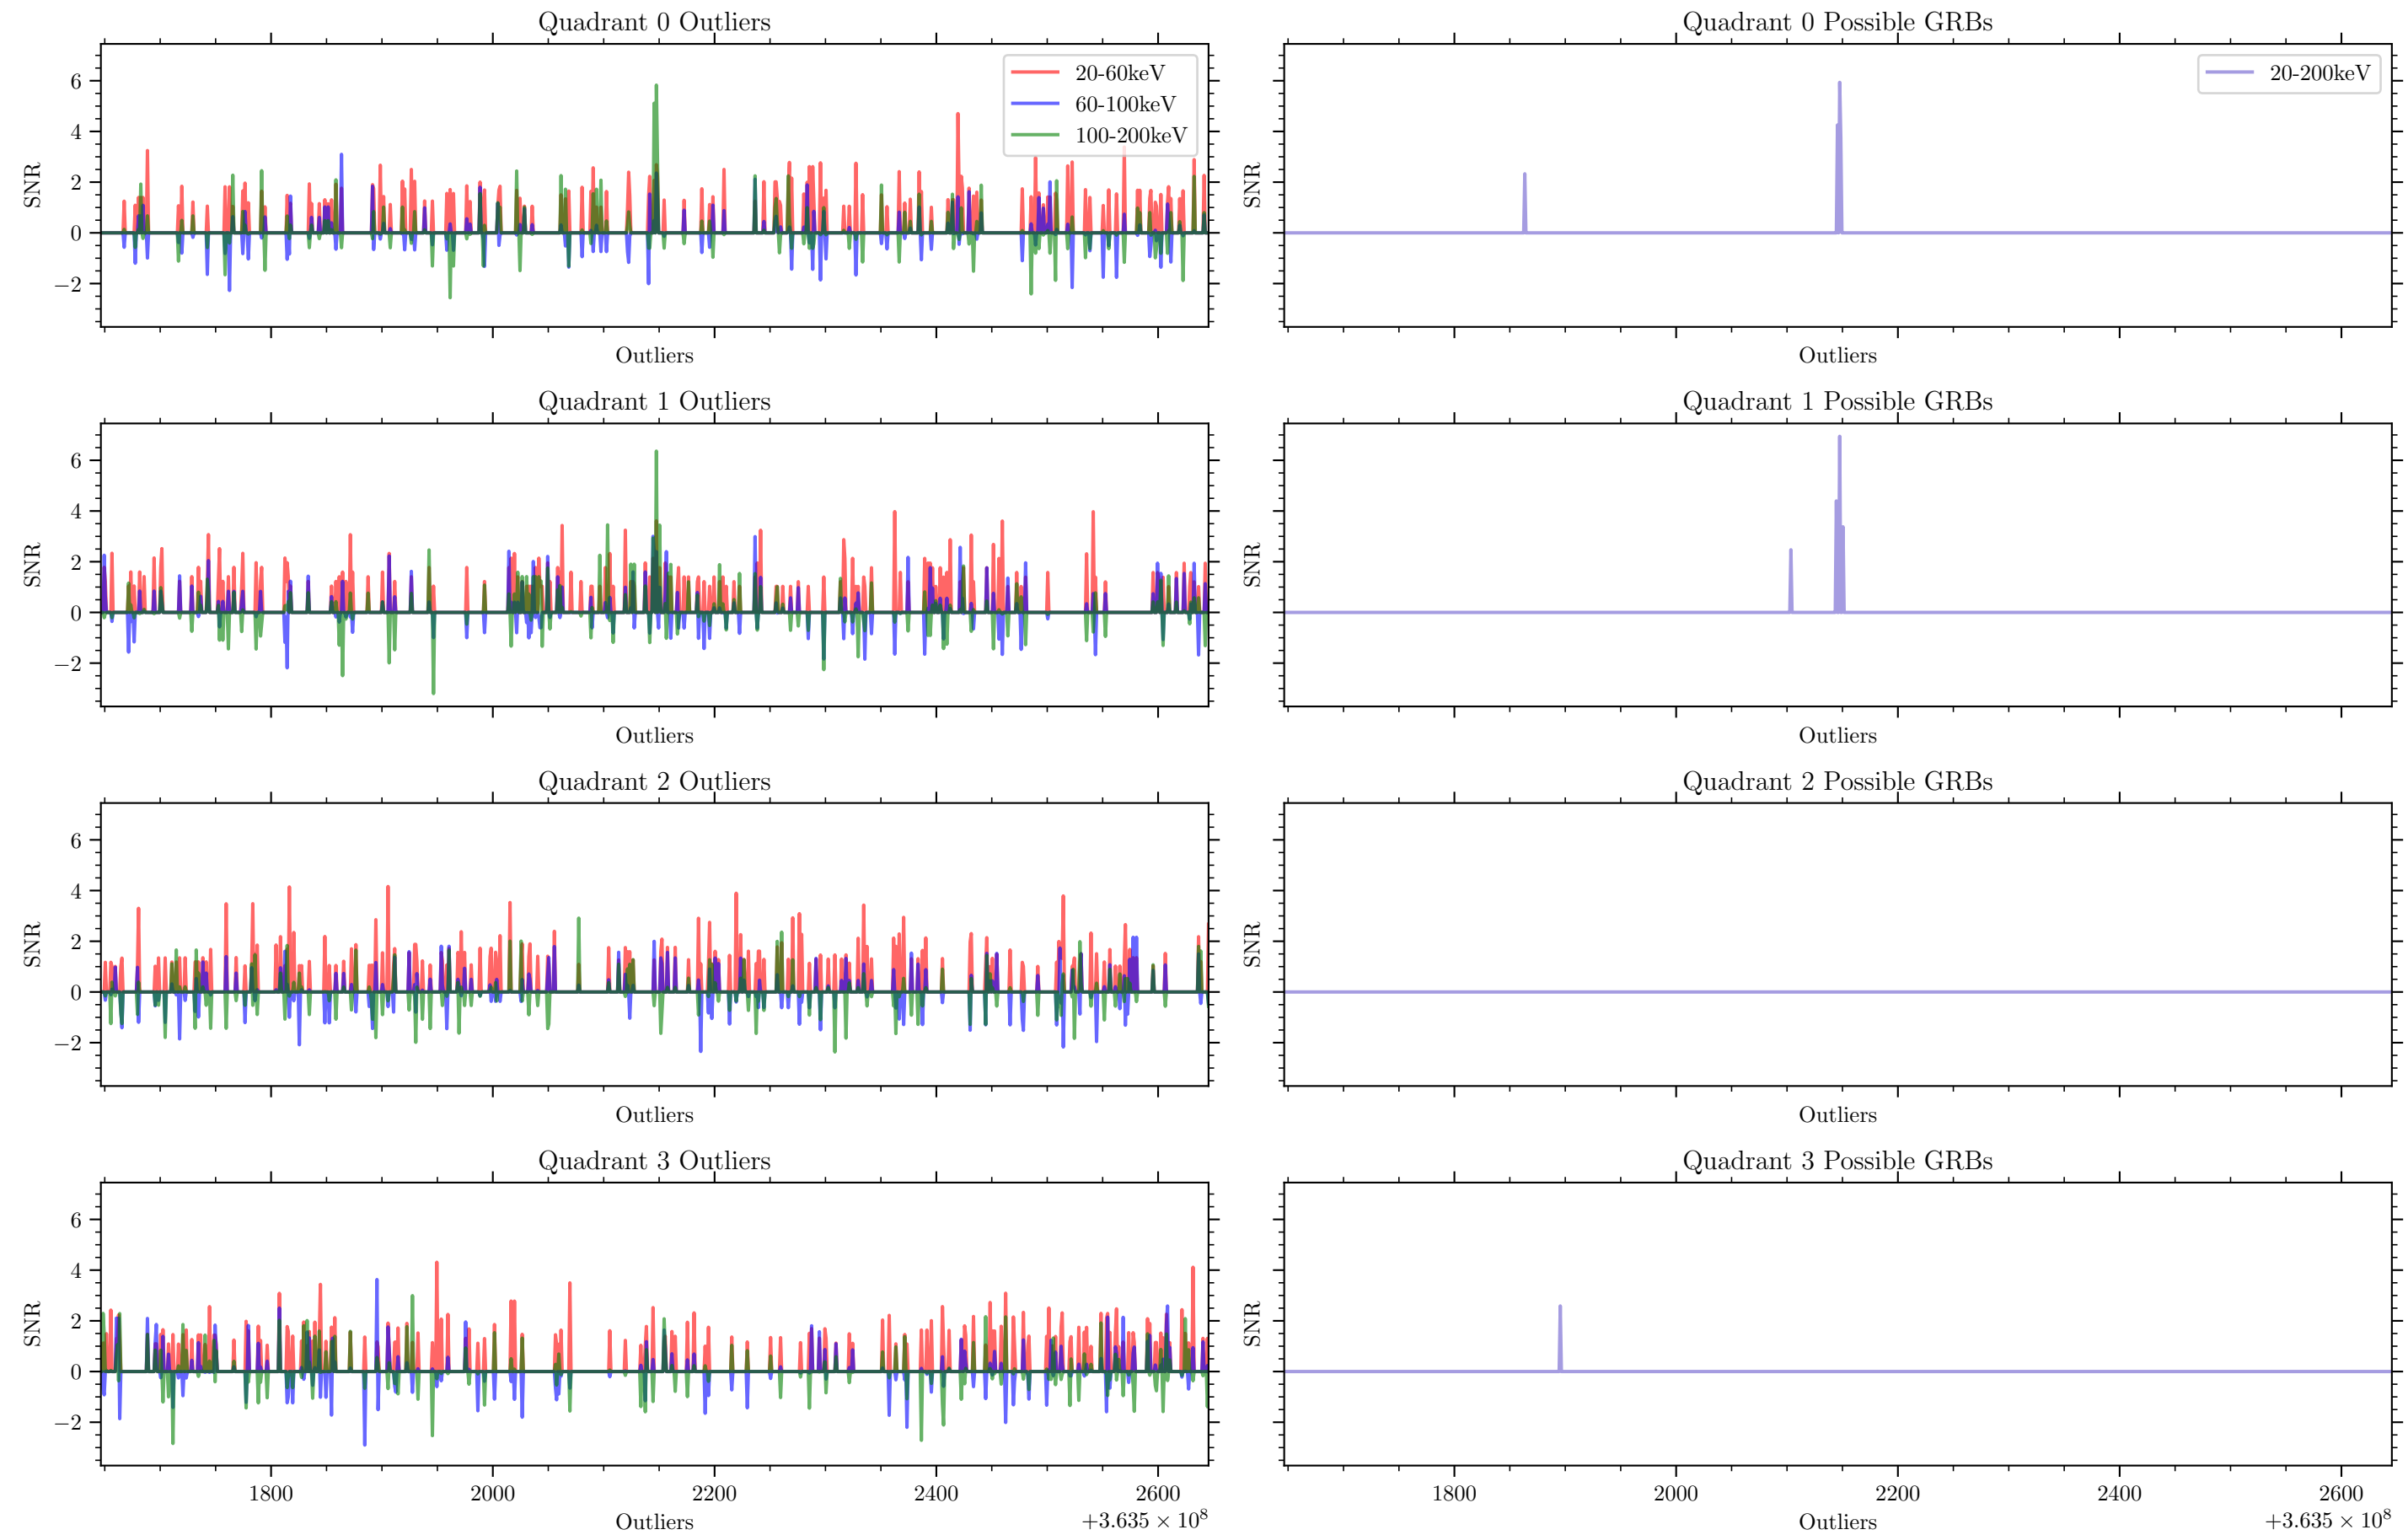 Quadrant 0 Outliers
SNR
6
4
2
0
−2
20-60keV
60-100keV
100-200keV
Outliers
Quadrant 0 Possible GRBs
SNR
20-200keV
Outliers
Quadrant 1 Outliers
SNR
6
4
2
0
−2
Outliers
Quadrant 1 Possible GRBs
SNR
Outliers
Quadrant 2 Outliers
SNR
6
4
2
0
−2
Outliers
Quadrant 2 Possible GRBs
SNR
Outliers
Quadrant 3 Outliers
SNR
6
4
2
0
−2
1800 2000 2200 2400 2600
Outliers
+3.635 × 10⁸
Quadrant 3 Possible GRBs
SNR
1800 2000 2200 2400 2600
Outliers
+3.635 × 10⁸